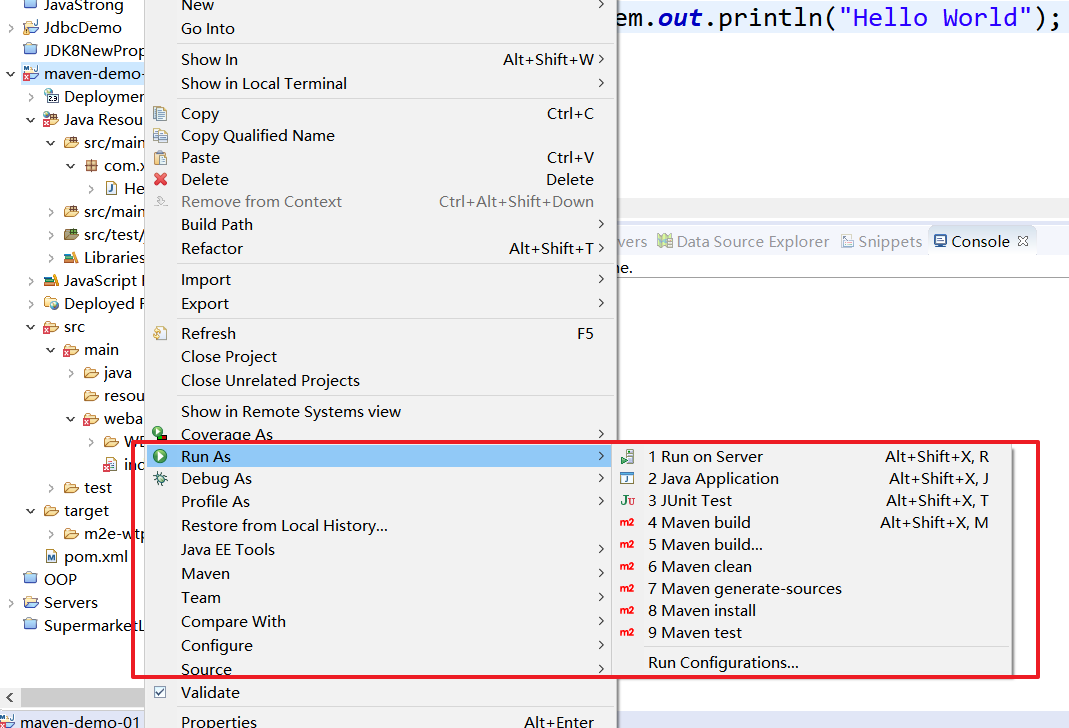 JavaStrong
JdbcDemo
JDK8NewProp
maven-demo-
Deploymen
Java Resou
src/main
com.x
He
src/main
src/test/
Libraries
JavaScript
Deployed F
src
main
java
resou
weba
WE
inc
test
target
m2e-wtp
pom.xml
OOP
Servers
SupermarketL
maven-demo-01
New
Go Into
Show In Alt+Shift+W
Show in Local Terminal
Copy Ctrl+C
Copy Qualified Name
Paste Ctrl+V
Delete Delete
Remove from Context Ctrl+Alt+Shift+Down
Build Path
Refactor Alt+Shift+T
Import
Export
Refresh F5
Close Project
Close Unrelated Projects
Show in Remote Systems view
Coverage As
Run As
Debug As
Profile As
Restore from Local History...
Java EE Tools
Maven
Team
Compare With
Configure
Source
Validate
Properties Alt+Enter
em.out.println("Hello World");
vers Data Source Explorer Snippets Console
ne.
1 Run on Server Alt+Shift+X, R
2 Java Application Alt+Shift+X, J
3 JUnit Test Alt+Shift+X, T
4 Maven build Alt+Shift+X, M
5 Maven build...
6 Maven clean
7 Maven generate-sources
8 Maven install
9 Maven test
Run Configurations...